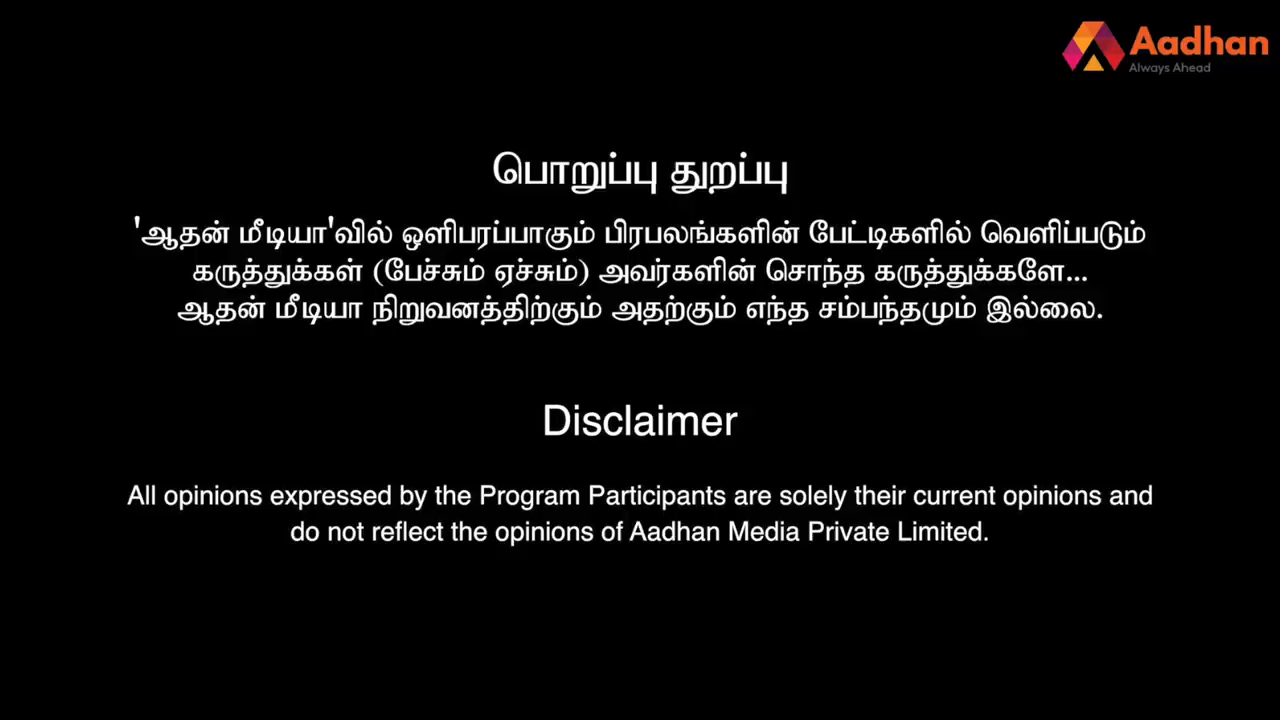 Aadhan
Always Ahead
பொறுப்பு துறப்பு
'ஆதன் மீடியா'வில் ஒளிபரப்பாகும் பிரபலங்களின் பேட்டிகளில் வெளிப்படும்
கருத்துக்கள் (பேச்சும் ஏச்சும்) அவர்களின் சொந்த கருத்துக்களே...
ஆதன் மீடியா நிறுவனத்திற்கும் அதற்கும் எந்த சம்பந்தமும் இல்லை.
Disclaimer
All opinions expressed by the Program Participants are solely their current opinions and
do not reflect the opinions of Aadhan Media Private Limited.